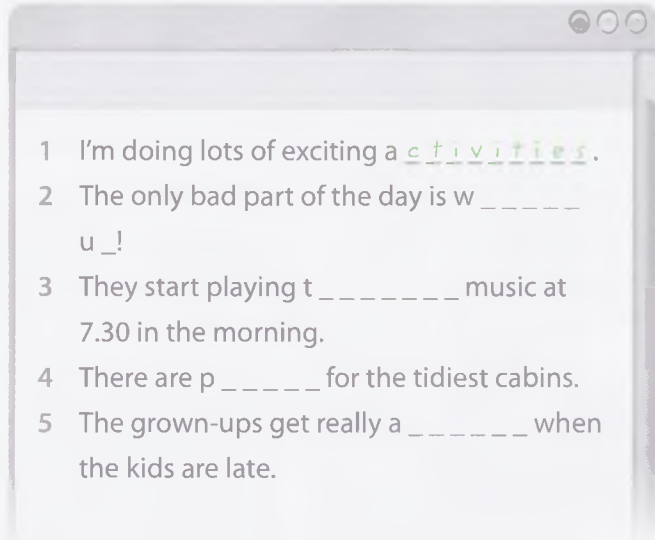 1 I'm doing lots of exciting a c t i v i t i e s .
2 The only bad part of the day is w _ _ _ _ _
u _!
3 They start playing t _ _ _ _ _ _ _ music at
7.30 in the morning.
4 There are p _ _ _ _ _ for the tidiest cabins.
5 The grown-ups get really a _ _ _ _ _ _ when
the kids are late.